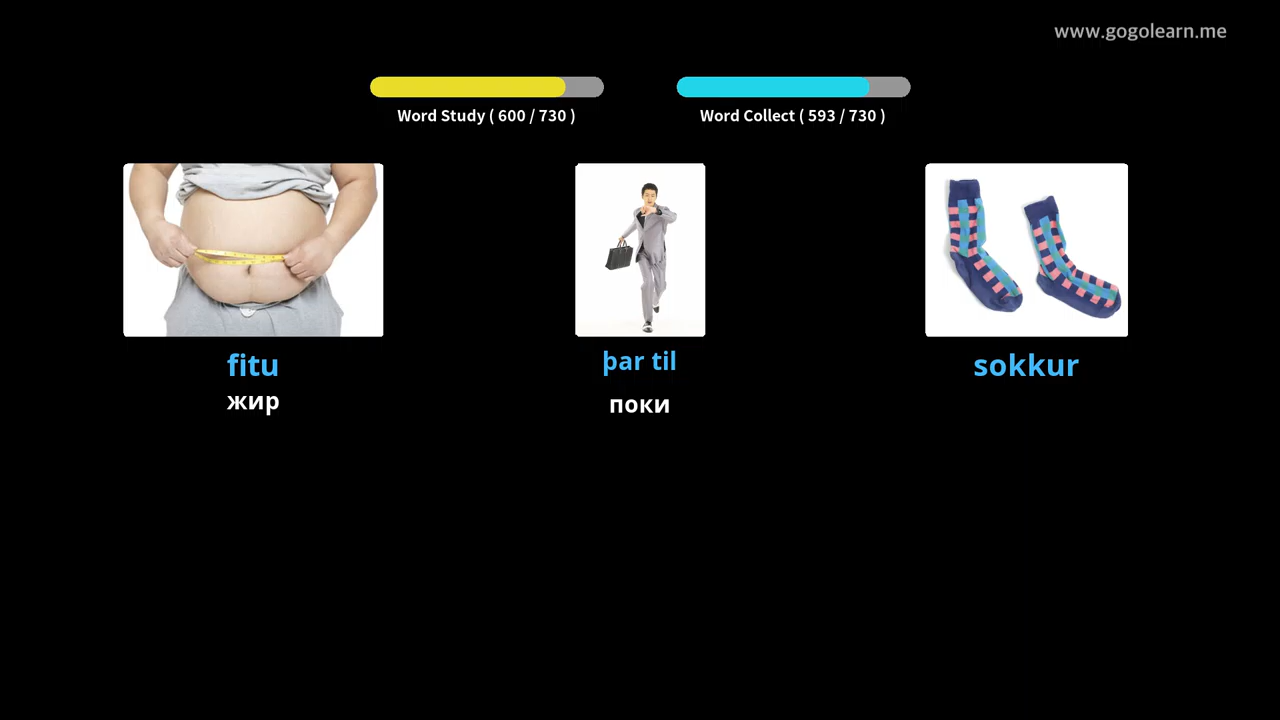 www.gogolearn.me
Word Study ( 600 / 730 )
Word Collect ( 593 / 730 )
fitu
жир
þar til
поки
sokkur